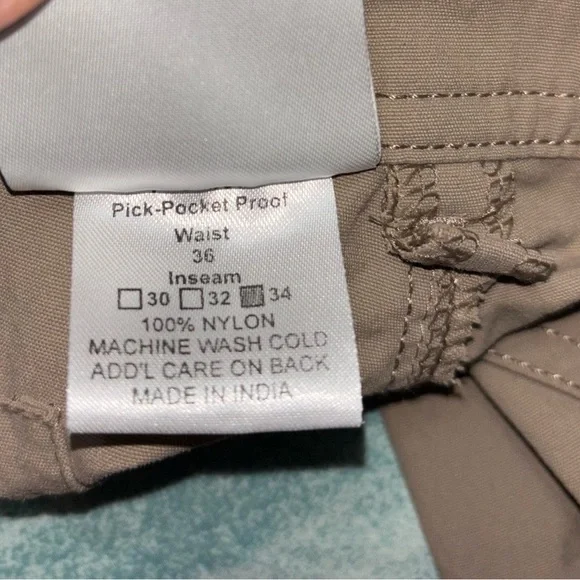 Pick-Pocket Proof
Waist
36
Inseam
☐ 30 ☐ 32 ■ 34
100% NYLON
MACHINE WASH COLD
ADD'L CARE ON BACK
MADE IN INDIA